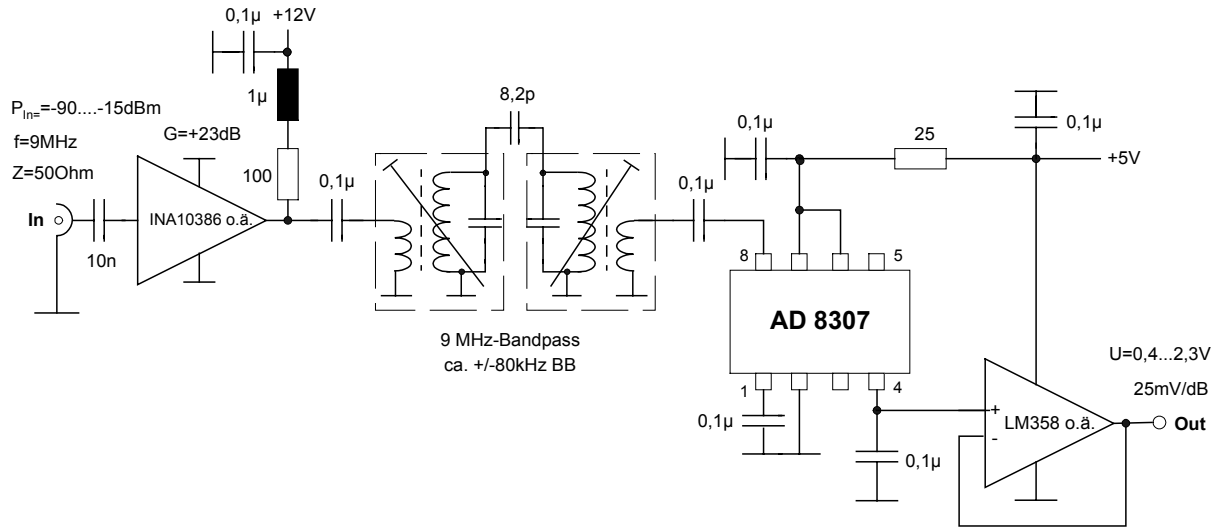 0,1µ
+12V
1µ
P In= =-90....-15dBm
f=9MHz
Z=50Ohm
G=+23dB
100
0,1µ
In
10n
INA10386 o.ä.
8,2p
9 MHz-Bandpass
ca. +/-80kHz BB
0,1µ
0,1µ
25
0,1µ
+5V
8
5
AD 8307
1
4
0,1µ
0,1µ
+
-
LM358 o.ä.
U=0,4...2,3V
25mV/dB
Out